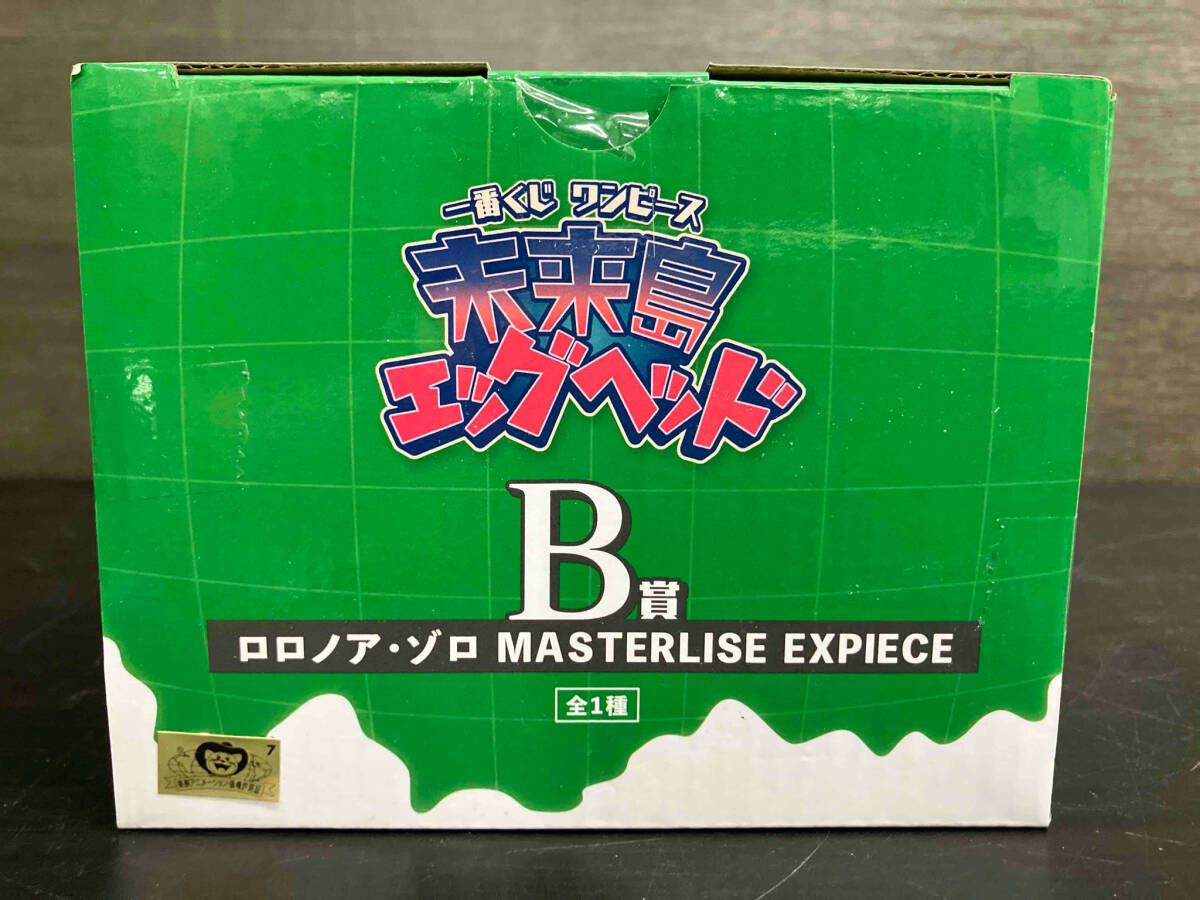 一番くじ ワンピース
未来島
エッグヘッド
B賞
ロロノア・ゾロ MASTERLISE EXPIECE
全1種
7